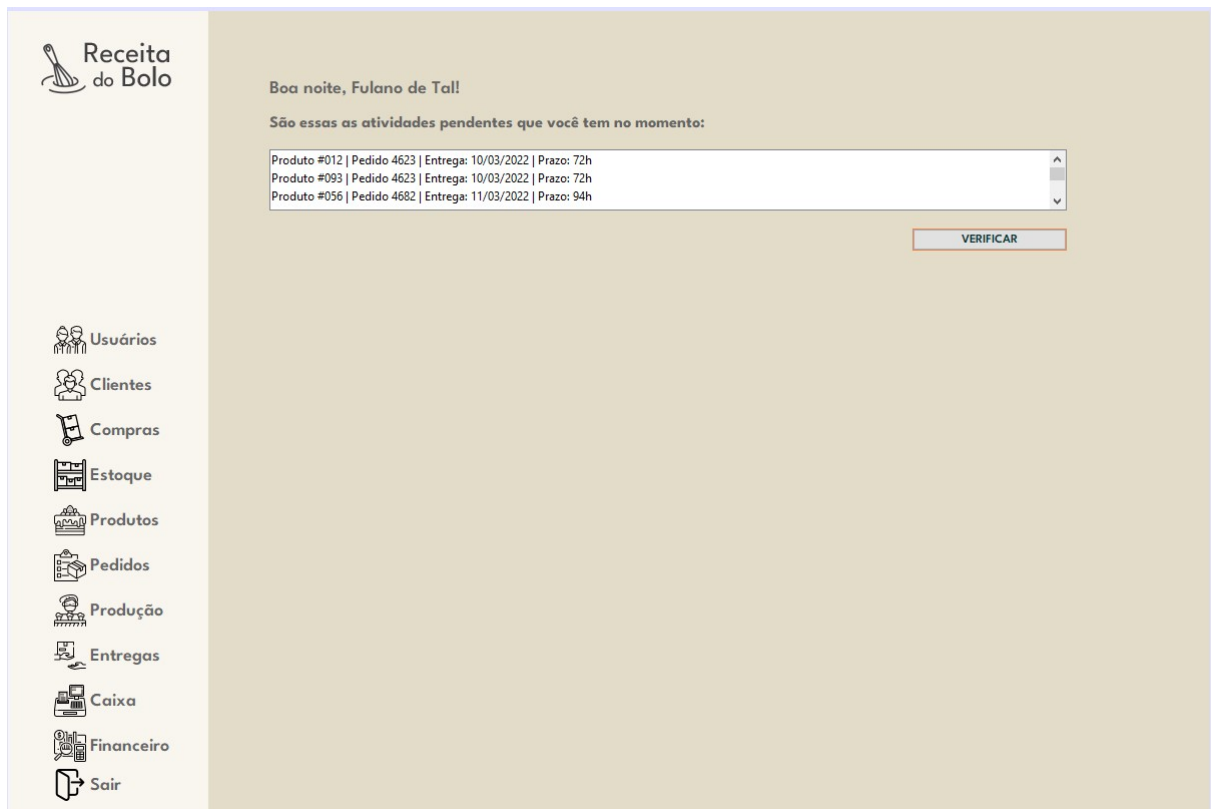 Receita
do Bolo
Boa noite, Fulano de Tal!
São essas as atividades pendentes que você tem no momento:
Produto #012 | Pedido 4623 | Entrega: 10/03/2022 | Prazo: 72h
Produto #093 | Pedido 4623 | Entrega: 10/03/2022 | Prazo: 72h
Produto #056 | Pedido 4682 | Entrega: 11/03/2022 | Prazo: 94h
VERIFICAR
Usuários
Clientes
Compras
Estoque
Produtos
Pedidos
Produção
Entregas
Caixa
Financeiro
Sair